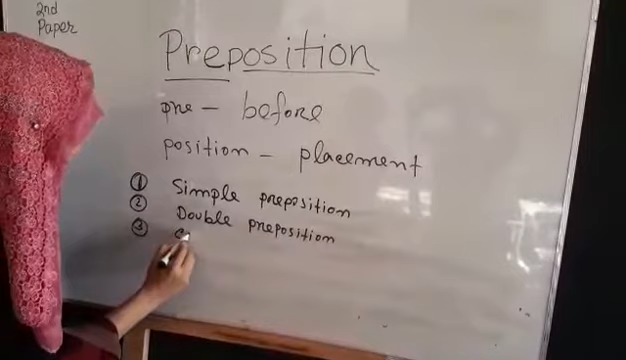 2nd
Paper
Preposition
pre - before
position - placement
① Simple preposition
② Double preposition
③